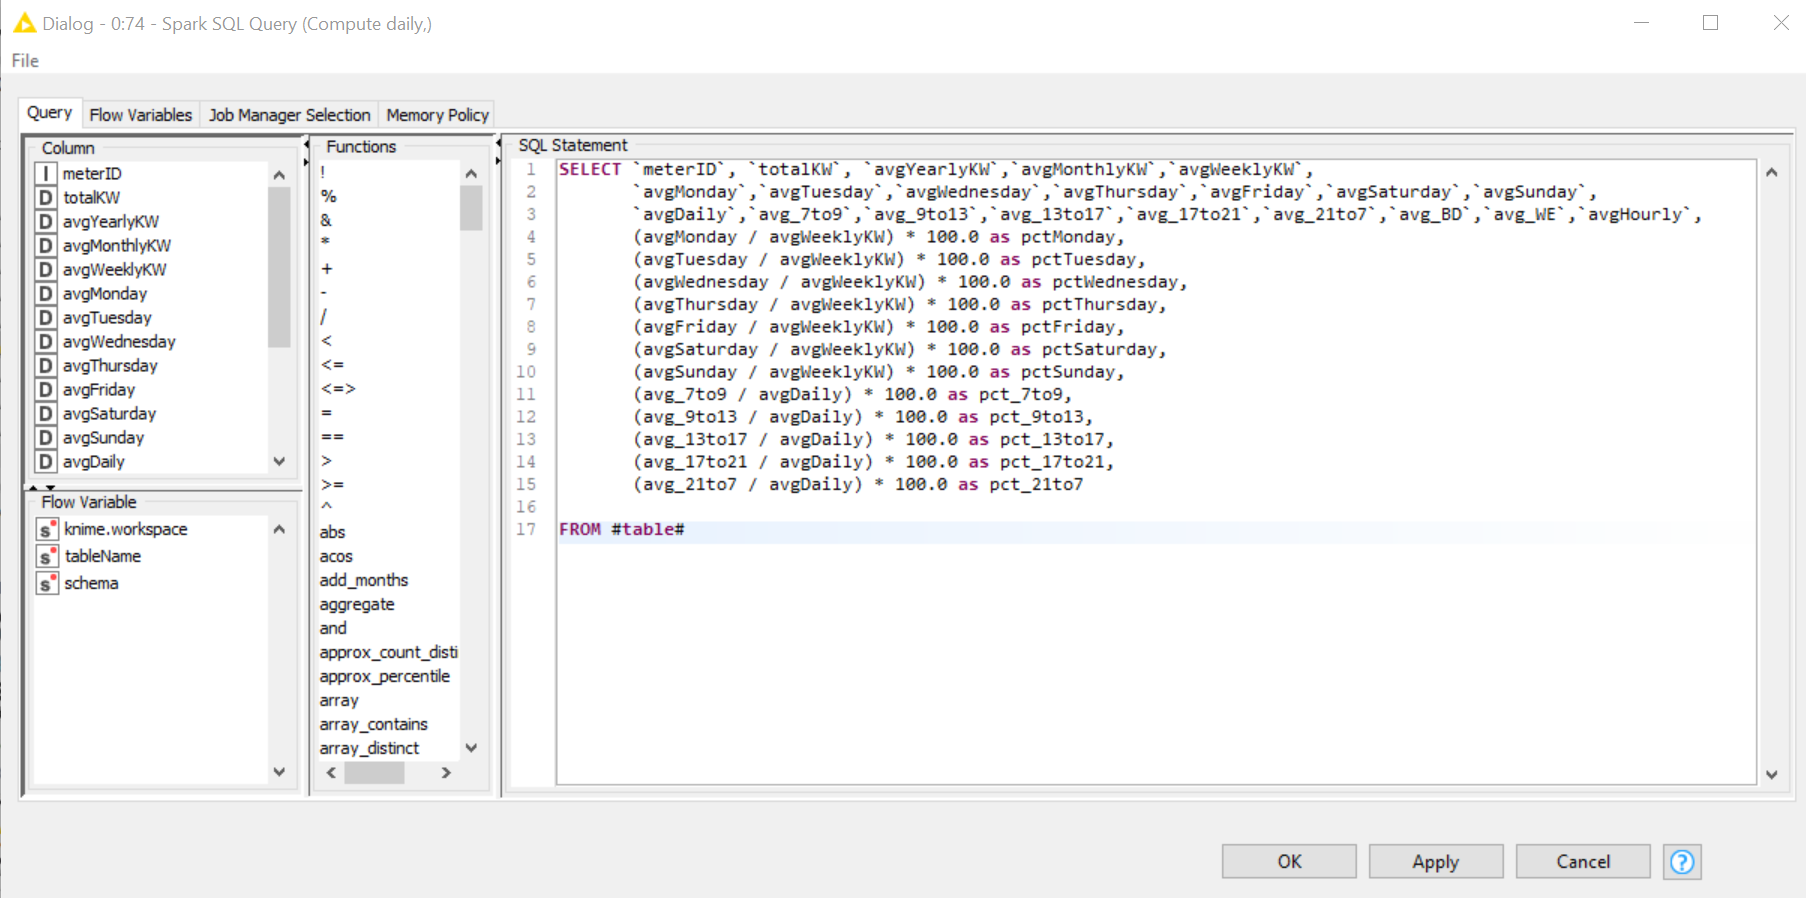 Dialog - 0:74 - Spark SQL Query (Compute daily,)
File
Query
Flow Variables
Job Manager Selection
Memory Policy
Column
I meterID
D totalKW
D avgYearlyKW
D avgMonthlyKW
D avgWeeklyKW
D avgMonday
D avgTuesday
D avgWednesday
D avgThursday
D avgFriday
D avgSaturday
D avgSunday
D avgDaily
Flow Variable
s knime.workspace
s tableName
s schema
Functions
!
%
&
*
+
-
/
<
<=
<=>
=
==
>
>=
^
abs
acos
add_months
aggregate
and
approx_count_disti
approx_percentile
array
array_contains
array_distinct
SQL Statement
1 SELECT `meterID`, `totalKW`, `avgYearlyKW`,`avgMonthlyKW`,`avgWeeklyKW`,
2 `avgMonday`,`avgTuesday`,`avgWednesday`,`avgThursday`,`avgFriday`,`avgSaturday`,`avgSunday`,
3 `avgDaily`,`avg_7to9`,`avg_9to13`,`avg_13to17`,`avg_17to21`,`avg_21to7`,`avg_BD`,`avg_WE`,`avgHourly`,
4 (avgMonday / avgWeeklyKW) * 100.0 as pctMonday,
5 (avgTuesday / avgWeeklyKW) * 100.0 as pctTuesday,
6 (avgWednesday / avgWeeklyKW) * 100.0 as pctWednesday,
7 (avgThursday / avgWeeklyKW) * 100.0 as pctThursday,
8 (avgFriday / avgWeeklyKW) * 100.0 as pctFriday,
9 (avgSaturday / avgWeeklyKW) * 100.0 as pctSaturday,
10 (avgSunday / avgWeeklyKW) * 100.0 as pctSunday,
11 (avg_7to9 / avgDaily) * 100.0 as pct_7to9,
12 (avg_9to13 / avgDaily) * 100.0 as pct_9to13,
13 (avg_13to17 / avgDaily) * 100.0 as pct_13to17,
14 (avg_17to21 / avgDaily) * 100.0 as pct_17to21,
15 (avg_21to7 / avgDaily) * 100.0 as pct_21to7
16
17 FROM #table#
OK
Apply
Cancel
?